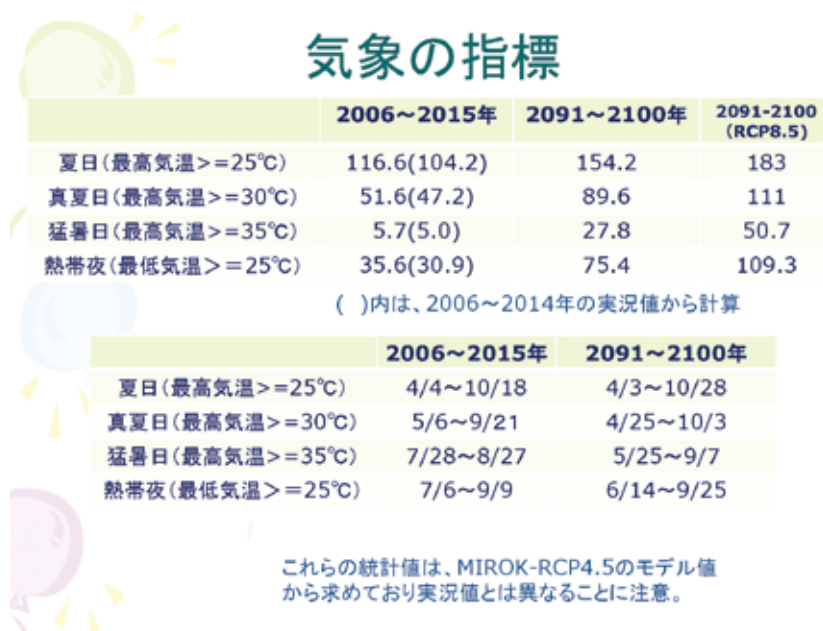 気象の指標
2006～2015年 2091～2100年 2091-2100
(RCP8.5)
夏日(最高気温>=25℃) 116.6(104.2) 154.2 183
真夏日(最高気温>=30℃) 51.6(47.2) 89.6 111
猛暑日(最高気温>=35℃) 5.7(5.0) 27.8 50.7
熱帯夜(最低気温＞＝25℃) 35.6(30.9) 75.4 109.3
( )内は、2006～2014年の実況値から計算
2006～2015年 2091～2100年
夏日(最高気温>=25℃) 4/4～10/18 4/3～10/28
真夏日(最高気温>=30℃) 5/6～9/21 4/25～10/3
猛暑日(最高気温>=35℃) 7/28～8/27 5/25～9/7
熱帯夜(最低気温＞＝25℃) 7/6～9/9 6/14～9/25
これらの統計値は、MIROK-RCP4.5のモデル値
から求めており実況値とは異なることに注意。